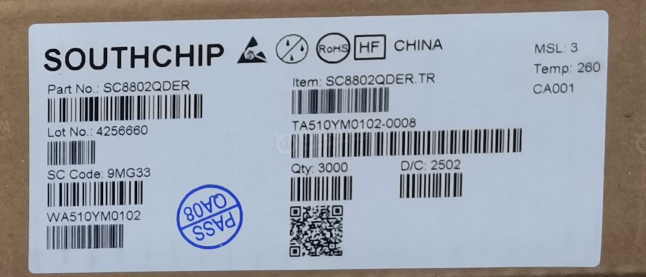 SOUTHCHIP RoHS HF CHINA
MSL: 3
Temp: 260
CA001
Part No.: SC8802QDER
Item: SC8802QDER.TR
Lot No.: 4256660
TA510YM0102-0008
SC Code: 9MG33
Qty: 3000
D/C: 2502
WA510YM0102
PASS
QA08